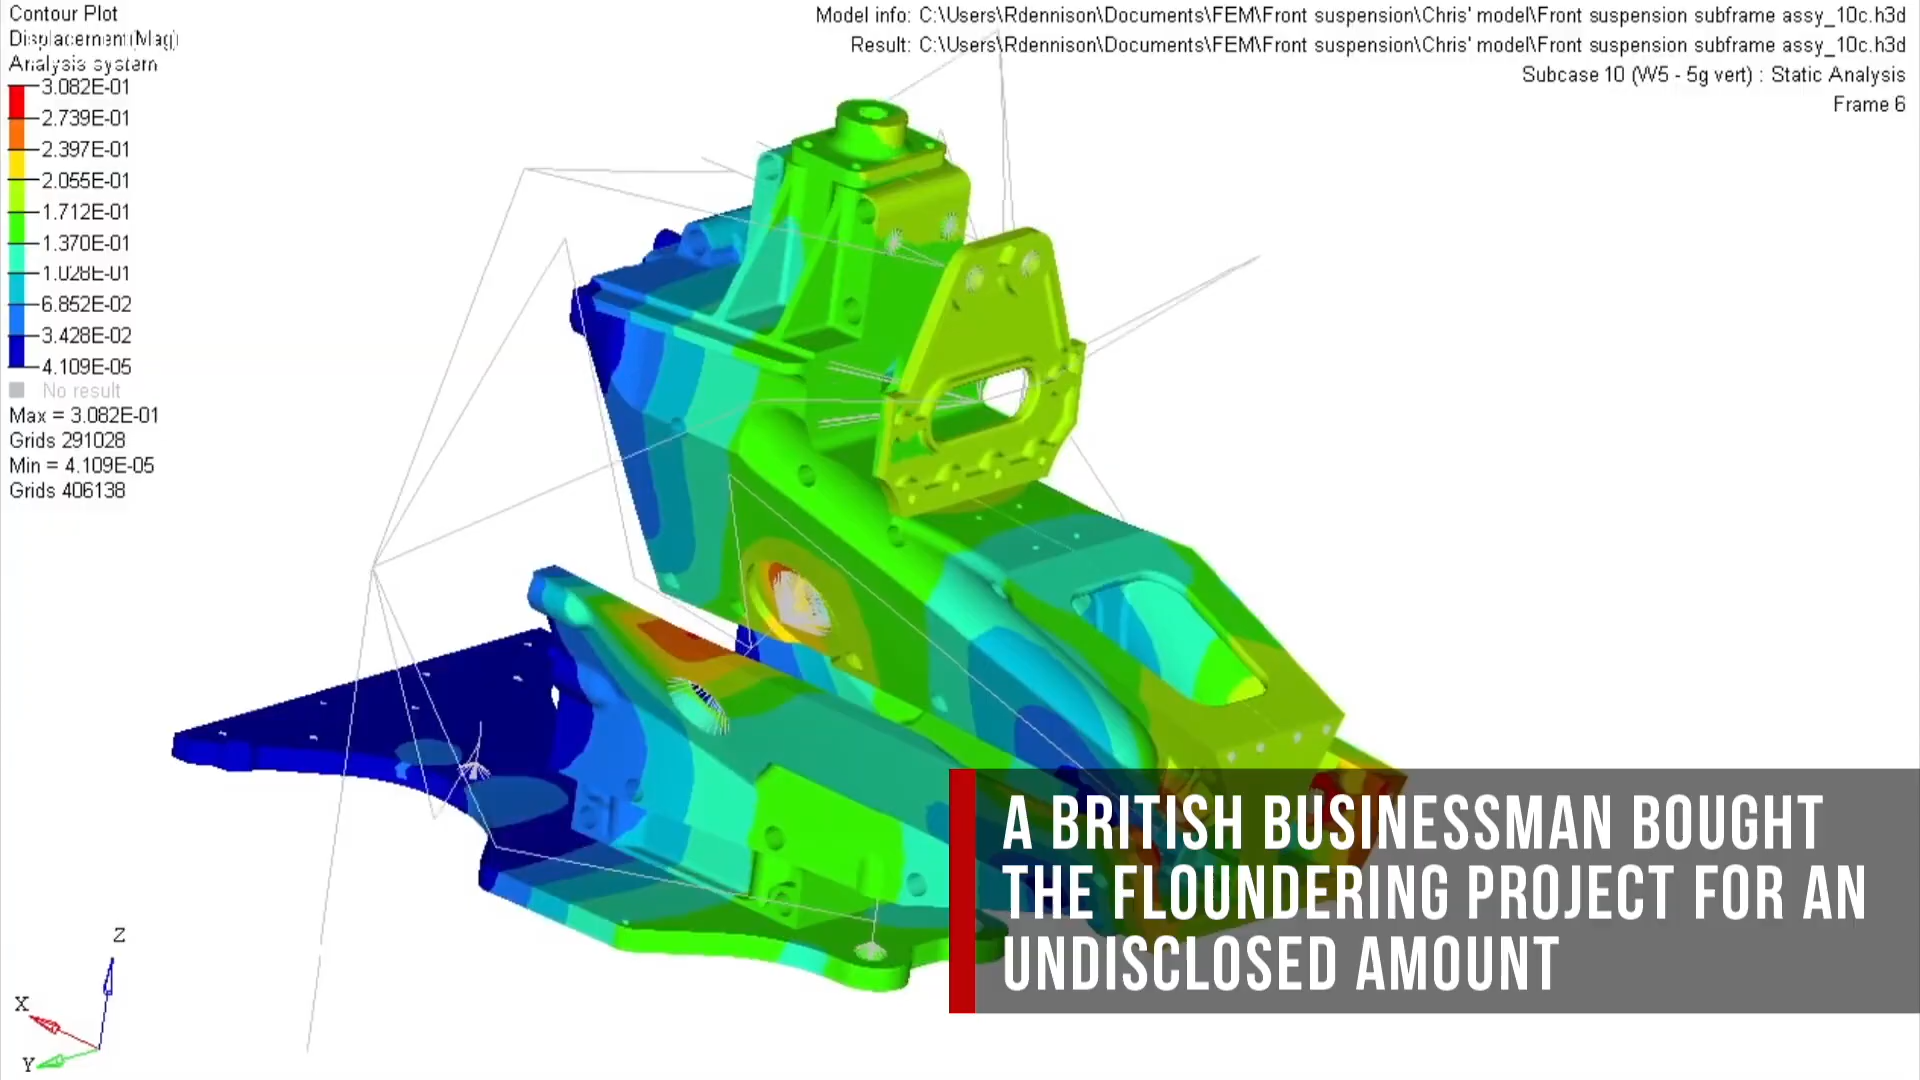 Contour Plot
Displacement(Mag)
Analysis system
3.082E-01
2.739E-01
2.397E-01
2.055E-01
1.712E-01
1.370E-01
1.028E-01
6.852E-02
3.428E-02
4.109E-05
No result
Max = 3.082E-01
Grids 291028
Min = 4.109E-05
Grids 406138
Model info: C:\Users\Rdennison\Documents\FEM\Front suspension\Chris' model\Front suspension subframe assy_10c.h3d
Result: C:\Users\Rdennison\Documents\FEM\Front suspension\Chris' model\Front suspension subframe assy_10c.h3d
Subcase 10 (W5 - 5g vert) : Static Analysis
Frame 6
A BRITISH BUSINESSMAN BOUGHT
THE FLOUNDERING PROJECT FOR AN
UNDISCLOSED AMOUNT
Z
X
Y